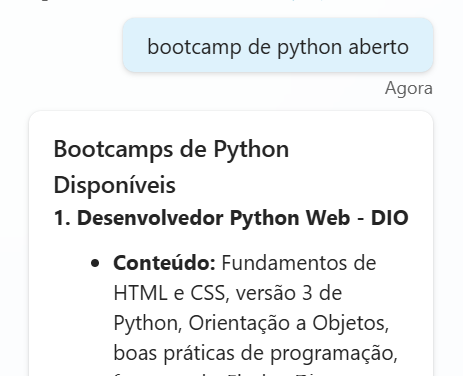 bootcamp de python aberto
Agora
Bootcamps de Python
Disponíveis
1. Desenvolvedor Python Web - DIO
Conteúdo: Fundamentos de
HTML e CSS, versão 3 de
Python, Orientação a Objetos,
boas práticas de programação,